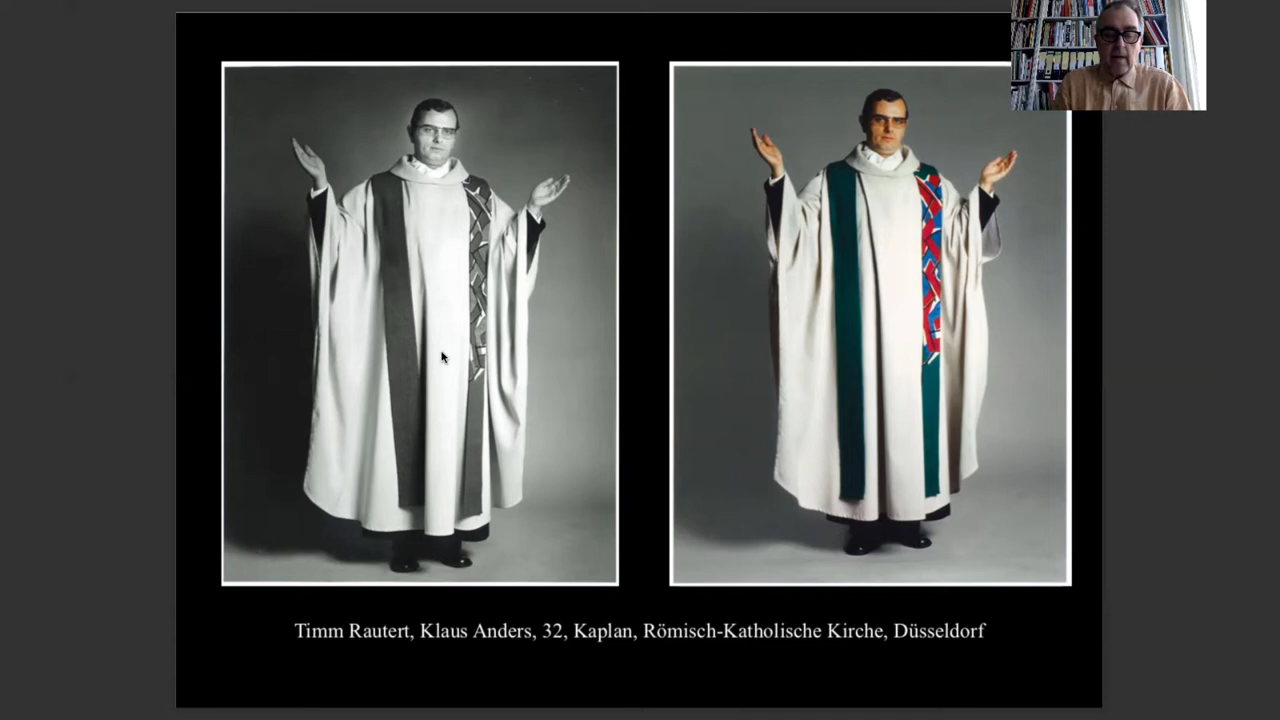 Timm Rautert, Klaus Anders, 32, Kaplan, Römisch-Katholische Kirche, Düsseldorf